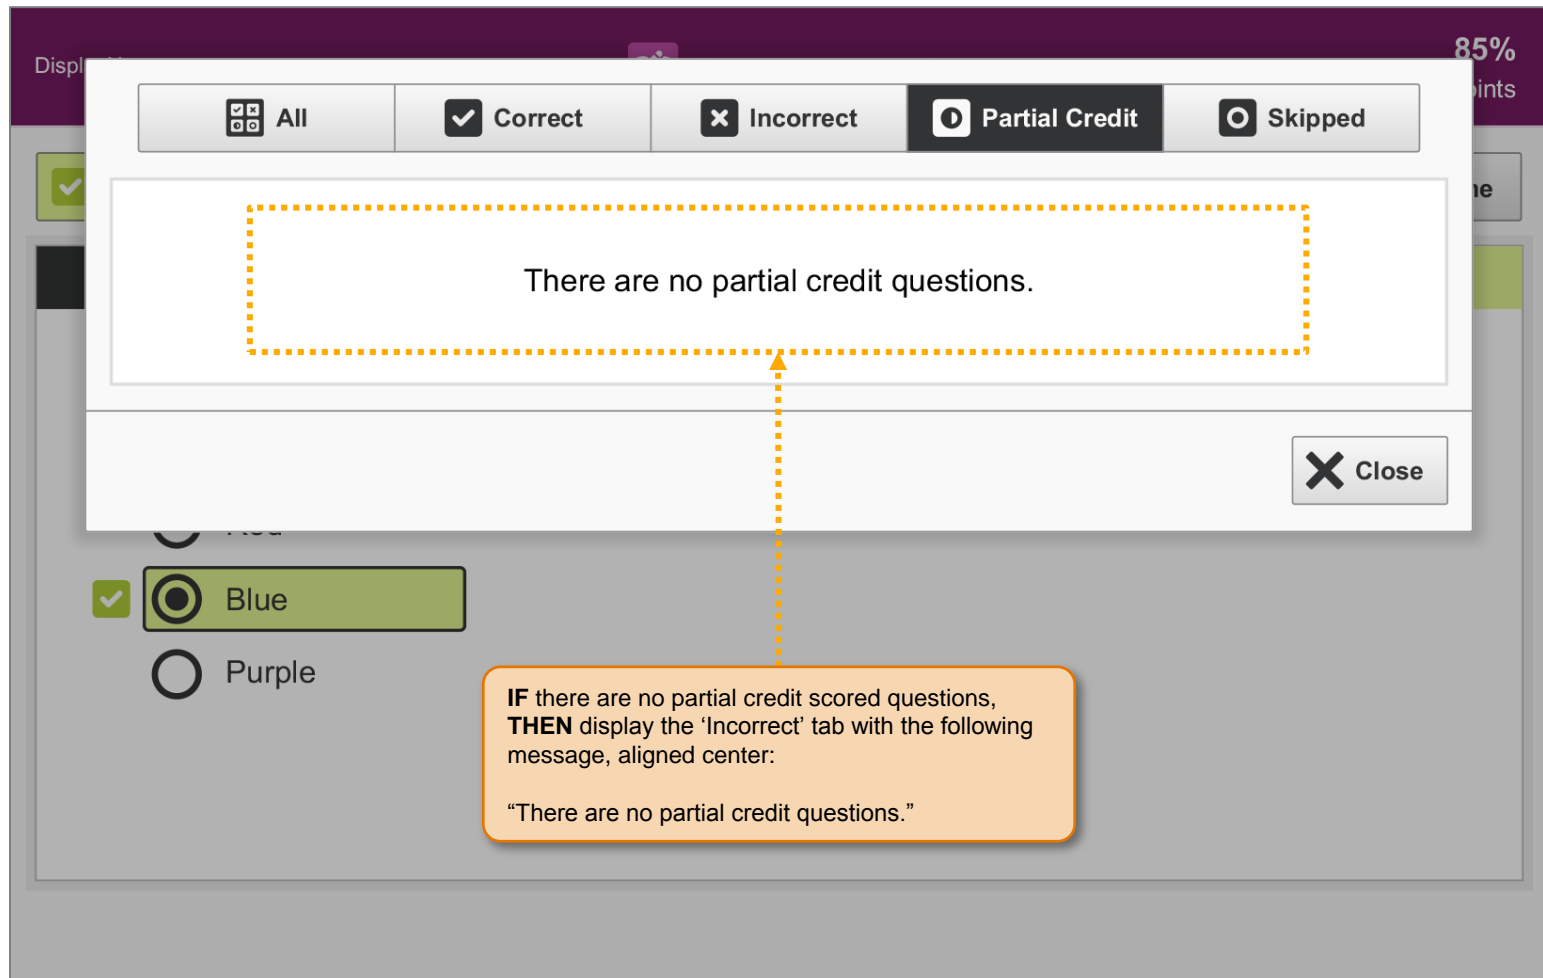 85%
All
Correct
Incorrect
Partial Credit
Skipped
There are no partial credit questions.
Close
Blue
Purple
IF there are no partial credit scored questions,
THEN display the ‘Incorrect’ tab with the following
message, aligned center:
“There are no partial credit questions.”